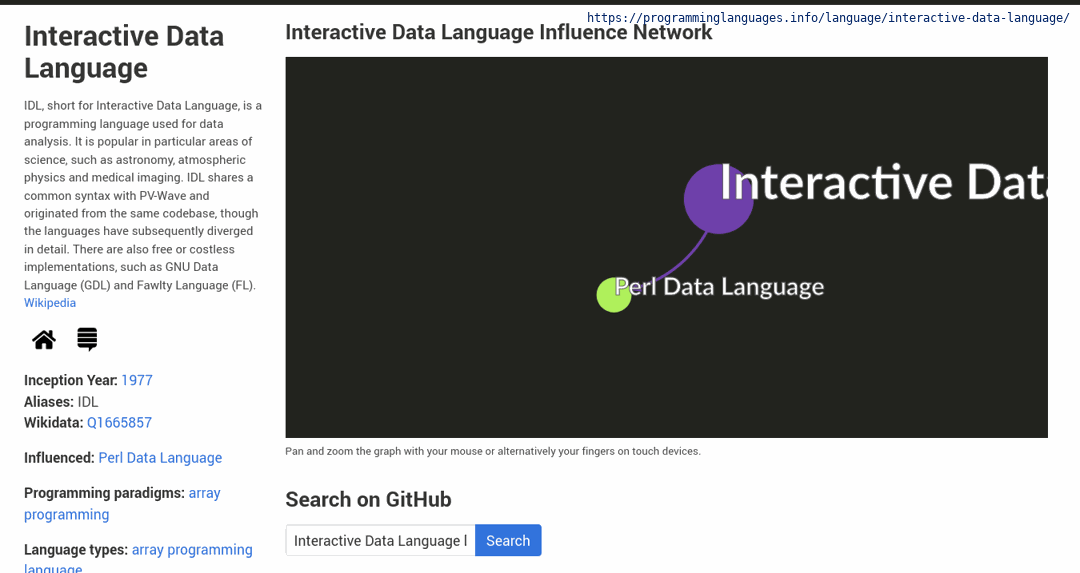 https://programminglanguages.info/language/interactive-data-language/
Interactive Data
Language
IDL, short for Interactive Data Language, is a
programming language used for data
analysis. It is popular in particular areas of
science, such as astronomy, atmospheric
physics and medical imaging. IDL shares a
common syntax with PV-Wave and
originated from the same codebase, though
the languages have subsequently diverged
in detail. There are also free or costless
implementations, such as GNU Data
Language (GDL) and Fawlty Language (FL).
Wikipedia
Inception Year: 1977
Aliases: IDL
Wikidata: Q1665857
Influenced: Perl Data Language
Programming paradigms: array
programming
Language types: array programming
language
Interactive Data Language Influence Network
Interactive Data
Perl Data Language
Pan and zoom the graph with your mouse or alternatively your fingers on touch devices.
Search on GitHub
Interactive Data Language l
Search